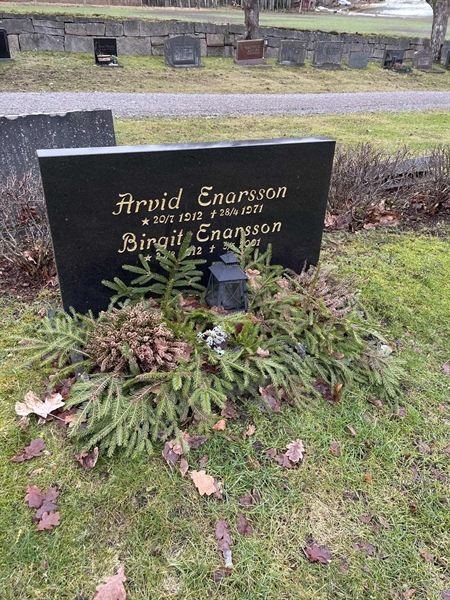 Arvid Enarsson
* 20/7 1912 ✝ 28/4 1971
Birgit Enarsson